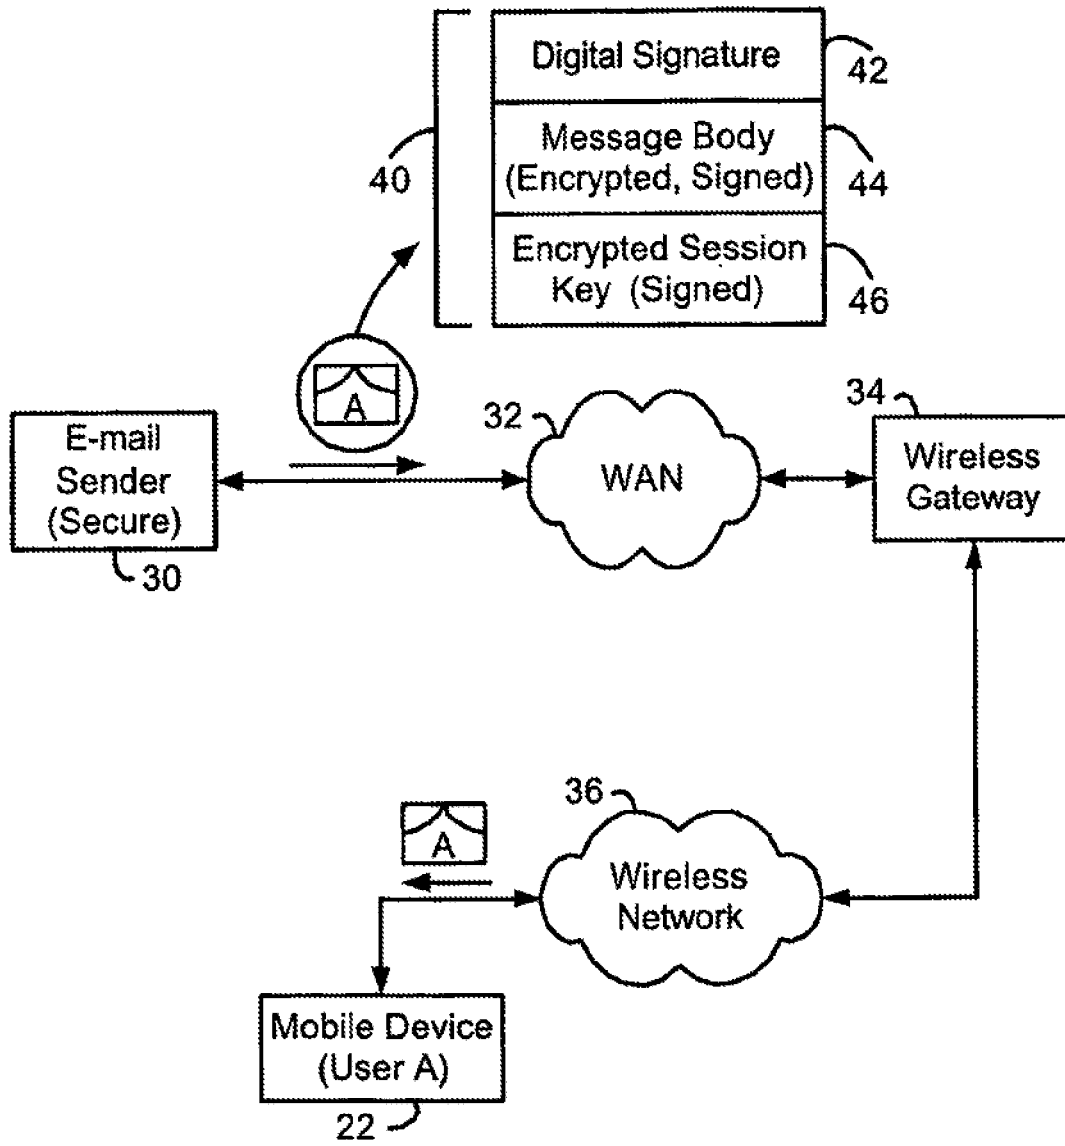 Digital Signature
42
Message Body
(Encrypted, Signed)
44
40
Encrypted Session
Key (Signed)
46
A
E-mail
Sender
(Secure)
30
32
WAN
34
Wireless
Gateway
36
A
Wireless
Network
Mobile Device
(User A)
22